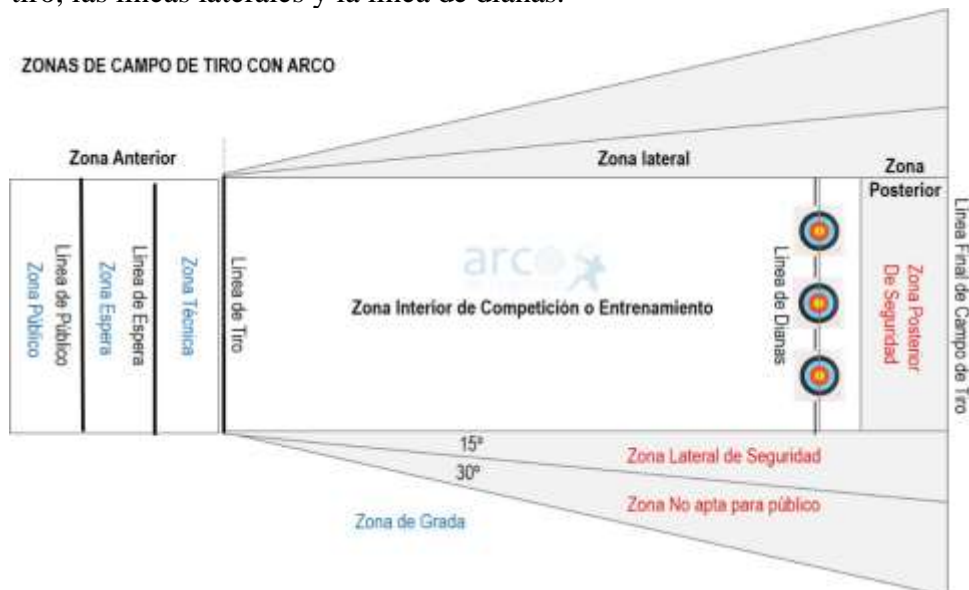 tiro, las líneas laterales y la línea de dianas.
ZONAS DE CAMPO DE TIRO CON ARCO
Zona Anterior
Zona lateral
Zona
Posterior
Zona Público
Línea de Público
Zona Espera
Línea de Espera
Zona Técnica
Línea de Tiro
arco
Zona Interior de Competición o Entrenamiento
Línea de Dianas
Zona Posterior
De Seguridad
Línea Final de Campo de Tiro
15º
30º
Zona Lateral de Seguridad
Zona No apta para público
Zona de Grada